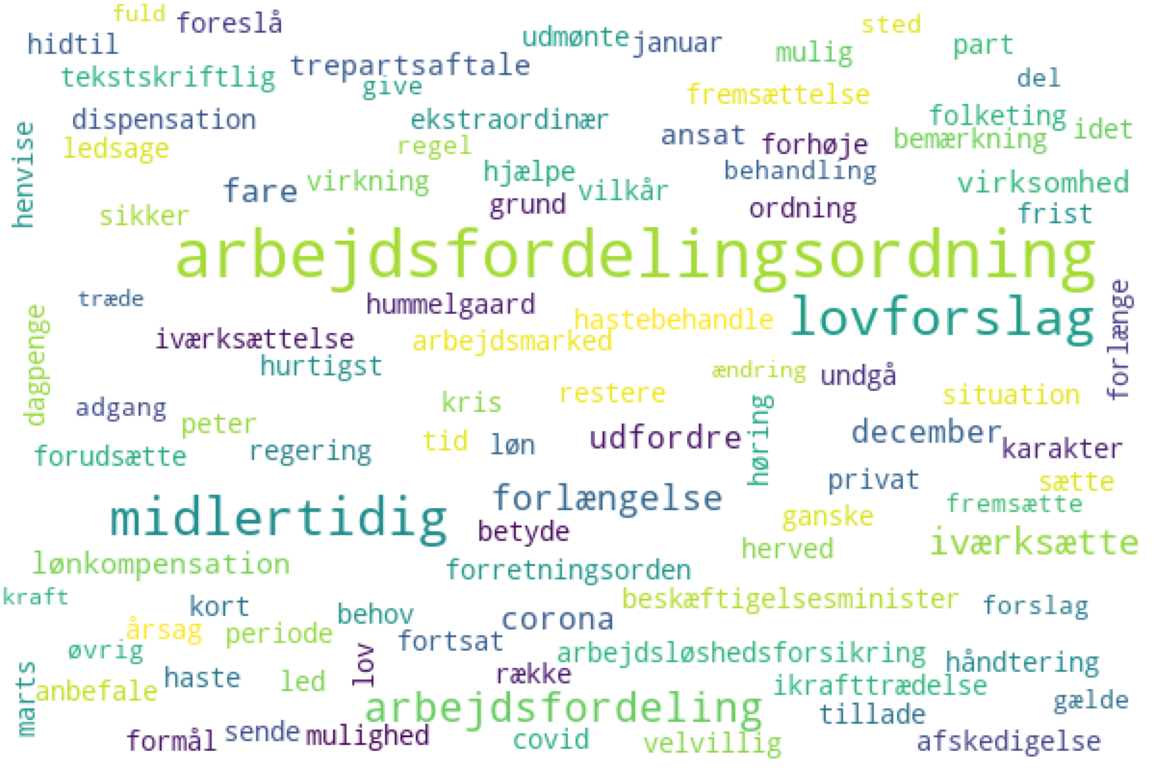 fuld
foreslå
sted
hidtil
udmønte
januar
mulig
part
trepartsaftale
tekstskriftlig
give
del
fremsættelse
dispensation
ekstraordinær
folketing
idet
henvise
ledsage
regel
ansat
forhøje
bemærkning
hjælpe
behandling
fare
virkning
vilkår
virksomhed
sikker
grund
ordning
frist
arbejdsfordelingsordning
træde
hummelgaard
hastebehandle
lovforslag
forlænge
dagpenge
iværksættelse
arbejdsmarked
hurtigst
ændring
undgå
adgang
kris
restere
situation
peter
tid
løn
udfordre
høring
december
karakter
forudsætte
regering
privat
sætte
midlertidig
forlængelse
fremsætte
betyde
ganske
iværksætte
lønkompensation
herved
forretningsorden
kraft
kort
behov
corona
beskæftigelsesminister
forslag
årsag
periode
fortsat
øvrig
lov
arbejdsløshedsforsikring
håndtering
marts
anbefale
haste
led
række
ikrafttrædelse
gælde
arbejdsfordeling
tillade
formål
sende
mulighed
covid
velvillig
afskedigelse